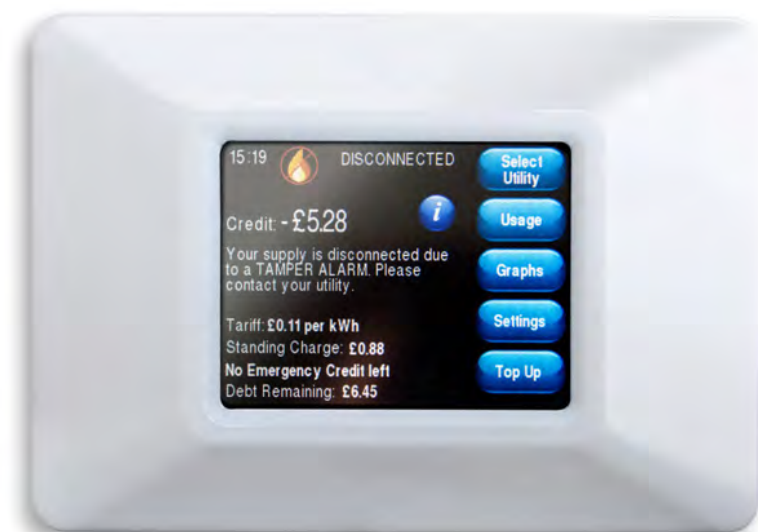 15:19 DISCONNECTED
Credit: -£5.28
i
Your supply is disconnected due
to a TAMPER ALARM. Please
contact your utility.
Tariff: £0.11 per kWh
Standing Charge: £0.88
No Emergency Credit left
Debt Remaining: £6.45
Select
Utility
Usage
Graphs
Settings
Top Up